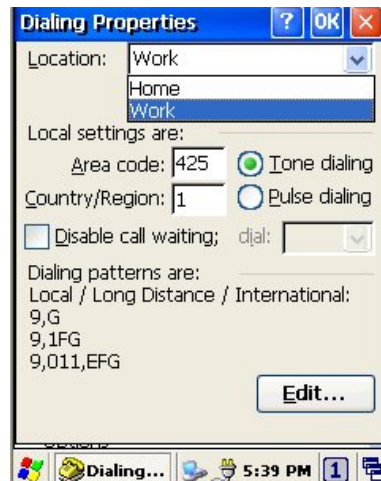 Dialing Properties ? OK X
Location: Work
Home
Work
Local settings are:
Area code: 425 Tone dialing
Country/Region: 1 Pulse dialing
Disable call waiting; dial:
Dialing patterns are:
Local / Long Distance / International:
9,G
9,1FG
9,011,EFG
Edit...
Dialing... 5:39 PM 1